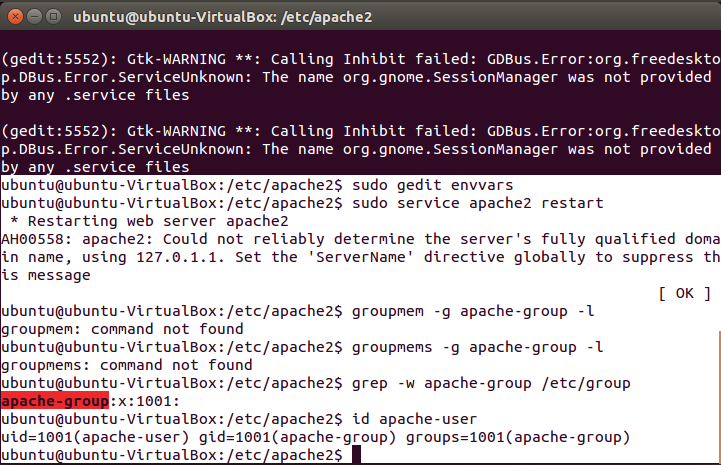 ubuntu@ubuntu-VirtualBox: /etc/apache2
(gedit:5552): Gtk-WARNING **: Calling Inhibit failed: GDBus.Error:org.freedeskto
p.DBus.Error.ServiceUnknown: The name org.gnome.SessionManager was not provided
by any .service files
(gedit:5552): Gtk-WARNING **: Calling Inhibit failed: GDBus.Error:org.freedeskto
p.DBus.Error.ServiceUnknown: The name org.gnome.SessionManager was not provided
by any .service files
ubuntu@ubuntu-VirtualBox:/etc/apache2$ sudo gedit envvars
ubuntu@ubuntu-VirtualBox:/etc/apache2$ sudo service apache2 restart
 * Restarting web server apache2
AH00558: apache2: Could not reliably determine the server's fully qualified doma
in name, using 127.0.1.1. Set the 'ServerName' directive globally to suppress th
is message
[ OK ]
ubuntu@ubuntu-VirtualBox:/etc/apache2$ groupmem -g apache-group -l
groupmem: command not found
ubuntu@ubuntu-VirtualBox:/etc/apache2$ groupmems -g apache-group -l
groupmems: command not found
ubuntu@ubuntu-VirtualBox:/etc/apache2$ grep -w apache-group /etc/group
apache-group:x:1001:
ubuntu@ubuntu-VirtualBox:/etc/apache2$ id apache-user
uid=1001(apache-user) gid=1001(apache-group) groups=1001(apache-group)
ubuntu@ubuntu-VirtualBox:/etc/apache2$